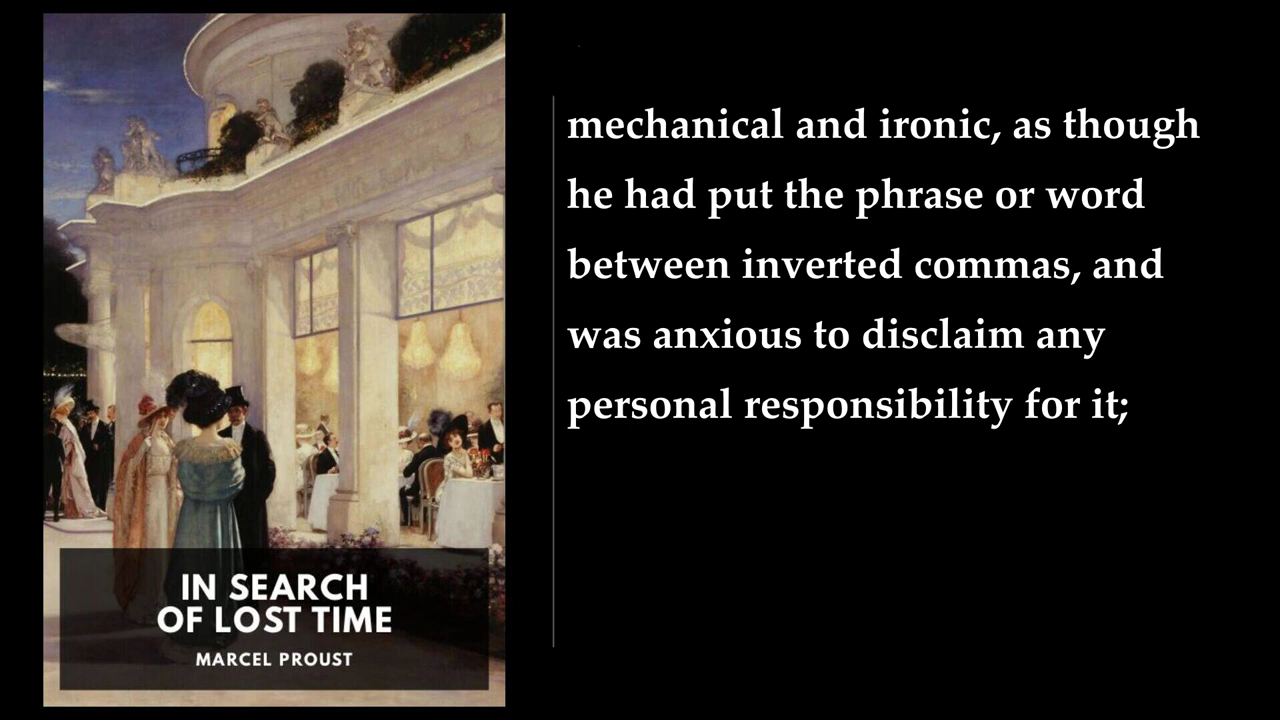 mechanical and ironic, as though
he had put the phrase or word
between inverted commas, and
was anxious to disclaim any
personal responsibility for it;
IN SEARCH
OF LOST TIME
MARCEL PROUST